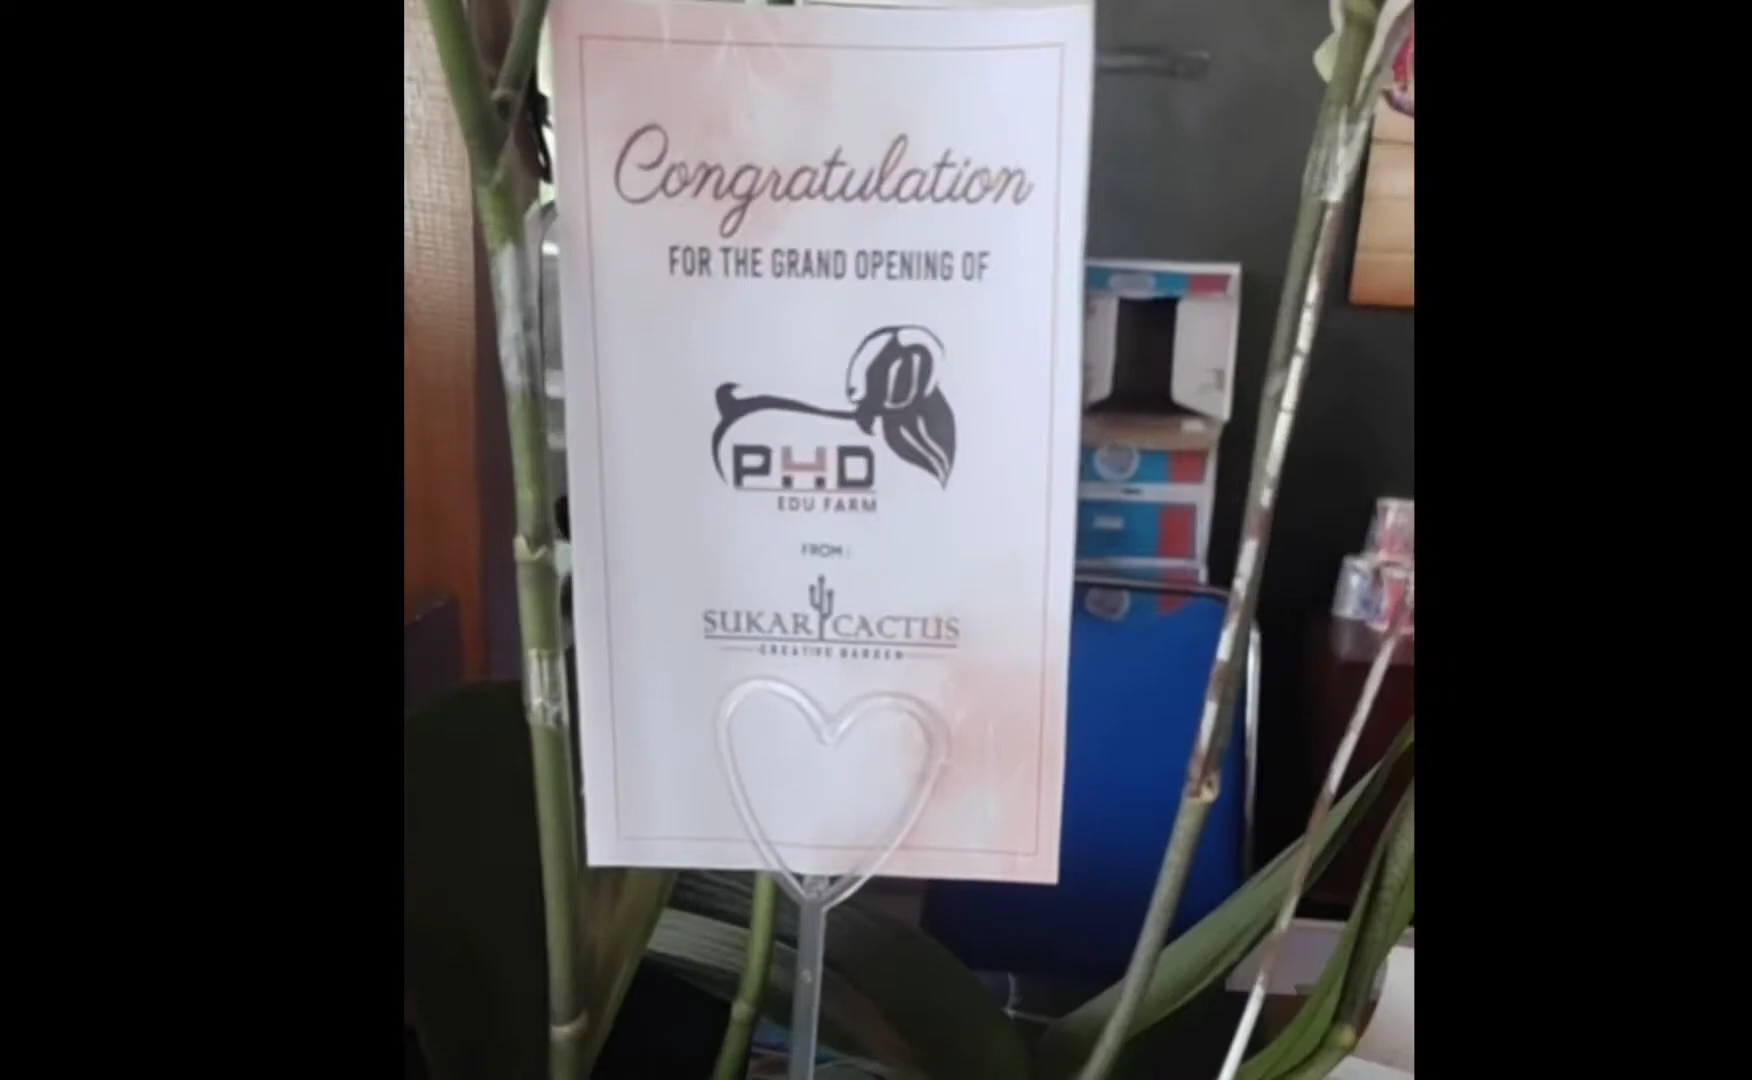 Congratulation
FOR THE GRAND OPENING OF
PHD
EDU FARM
FROM :
SUKAR CACTUS
CREATIVE GARDEN